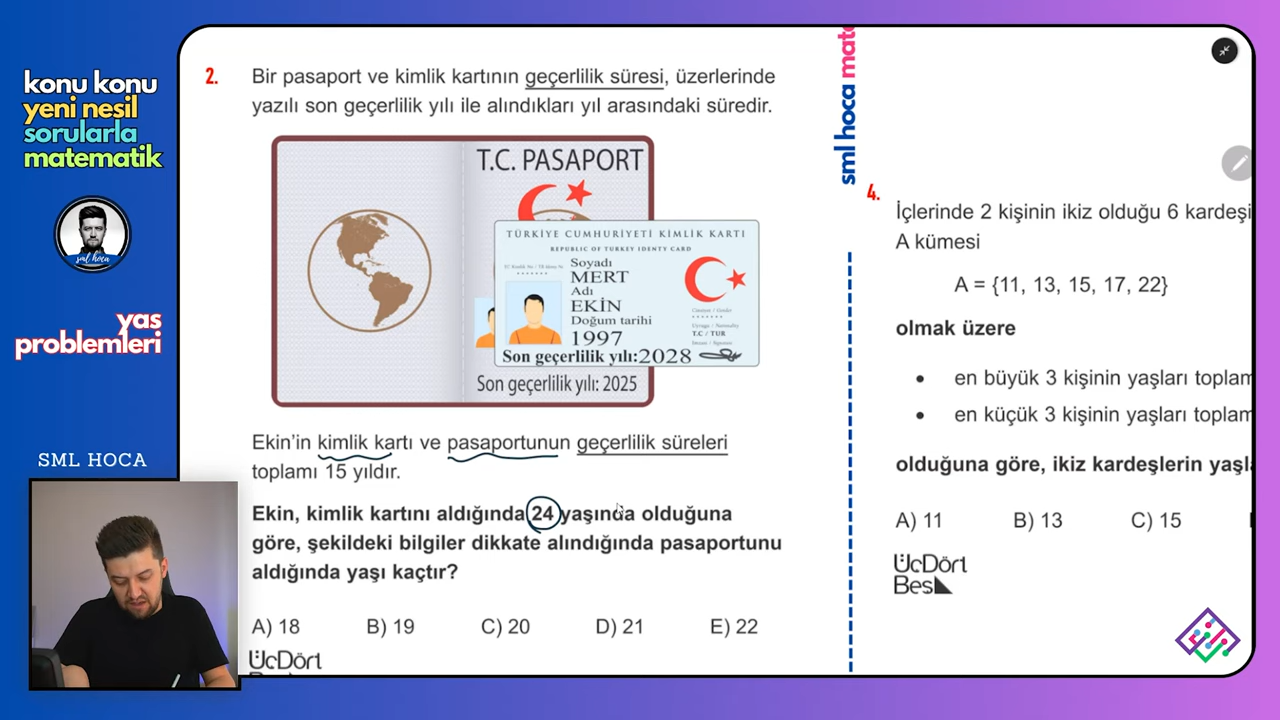 konu konu
yeni nesil
sorularla
matematik
sml hoca
yas
problemleri
SML HOCA
2.
Bir pasaport ve kimlik kartının geçerlilik süresi, üzerlerinde
yazılı son geçerlilik yılı ile alındıkları yıl arasındaki süredir.
T.C. PASAPORT
TÜRKİYE CUMHURİYETİ KİMLİK KARTI
REPUBLIC OF TURKEY IDENTY CARD
Soyadı
MERT
Adı
EKİN
Doğum tarihi
1997
T.C / TUR
Son geçerlilik yılı:2028
Son geçerlilik yılı: 2025
Ekin'in kimlik kartı ve pasaportunun geçerlilik süreleri
toplamı 15 yıldır.
Ekin, kimlik kartını aldığında 24 yaşında olduğuna
göre, şekildeki bilgiler dikkate alındığında pasaportunu
aldığında yaşı kaçtır?
A) 18 B) 19 C) 20 D) 21 E) 22
ÜçDört
sml hoca mate
4.
İçlerinde 2 kişinin ikiz olduğu 6 kardeşi
A kümesi
A = {11, 13, 15, 17, 22}
olmak üzere
• en büyük 3 kişinin yaşları toplam
• en küçük 3 kişinin yaşları toplam
olduğuna göre, ikiz kardeşlerin yaşla
A) 11 B) 13 C) 15
ÜçDört
Beş